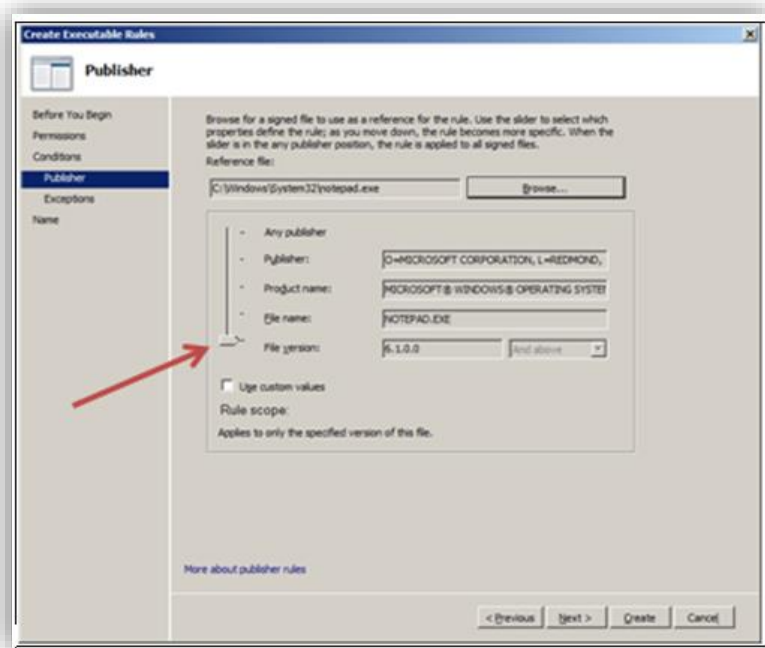 Create Executable Rules
Publisher
Before You Begin
Permissions
Conditions
Publisher
Exceptions
Name
Browse for a signed file to use as a reference for the rule. Use the slider to select which
properties define the rule; as you move down, the rule becomes more specific. When the
slider is in the any publisher position, the rule is applied to all signed files.
Reference file:
C:\Windows\System32\notepad.exe
Browse...
Any publisher
Publisher:
O=MICROSOFT CORPORATION, L=REDMOND,
Product name:
MICROSOFT® WINDOWS® OPERATING SYSTEM
File name:
NOTEPAD.EXE
File version:
6.1.0.0
And above
Use custom values
Rule scope:
Applies to only the specified version of this file.
More about publisher rules
< Previous
Next >
Create
Cancel